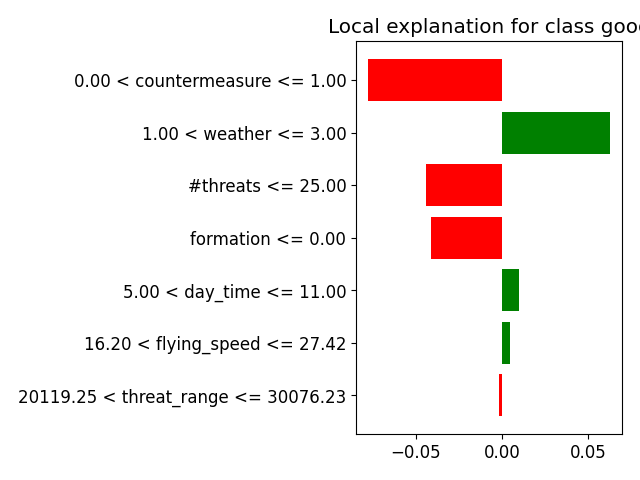 Local explanation for class goo
0.00 < countermeasure <= 1.00
1.00 < weather <= 3.00
#threats <= 25.00
formation <= 0.00
5.00 < day_time <= 11.00
16.20 < flying_speed <= 27.42
20119.25 < threat_range <= 30076.23
−0.05 0.00 0.05